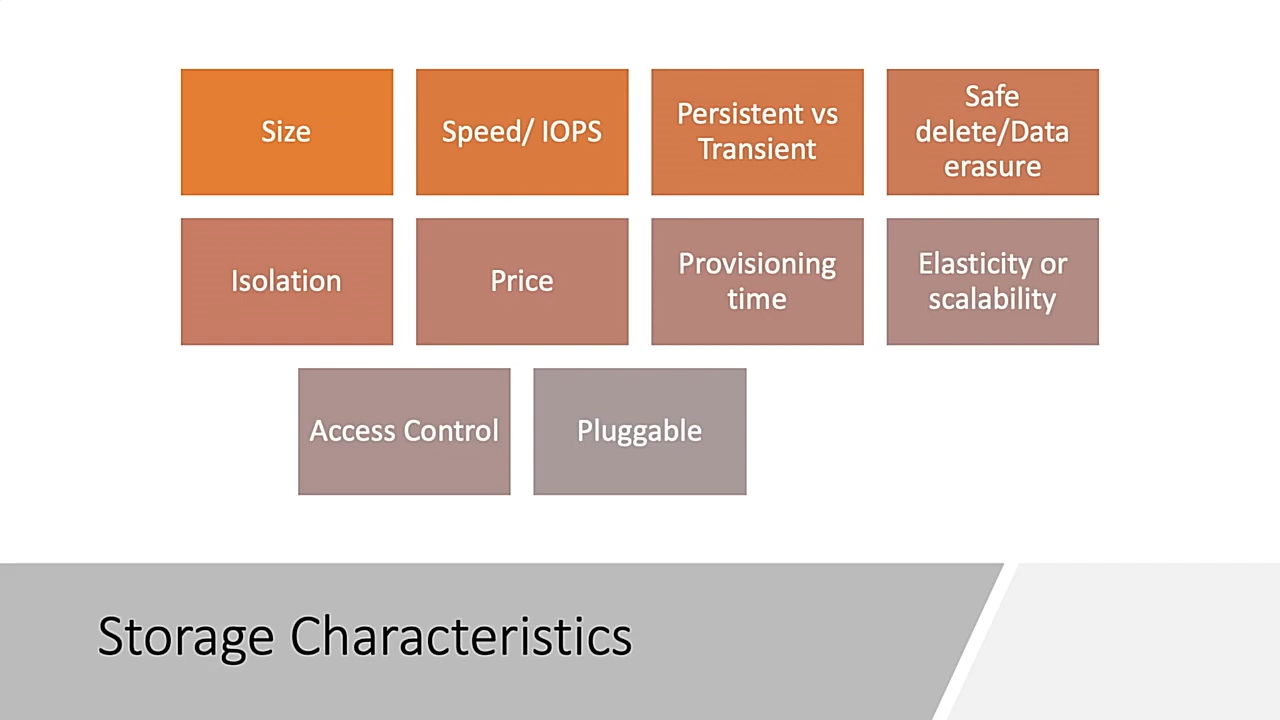 Size
Speed/ IOPS
Persistent vs
Transient
Safe
delete/Data
erasure
Isolation
Price
Provisioning
time
Elasticity or
scalability
Access Control
Pluggable
Storage Characteristics